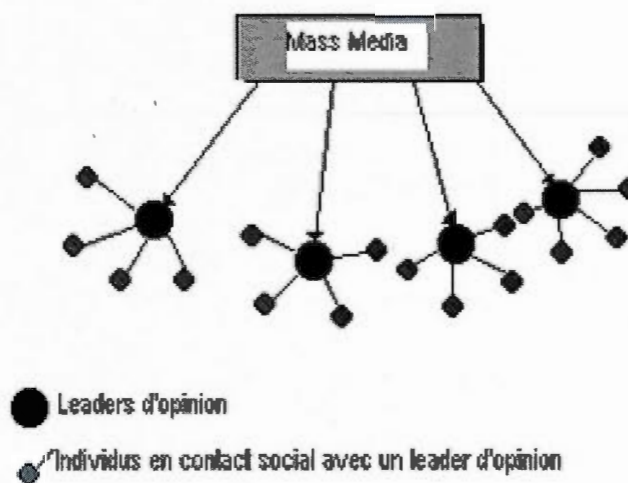 Mass Media
Leaders d'opinion
Individus en contact social avec un leader d'opinion